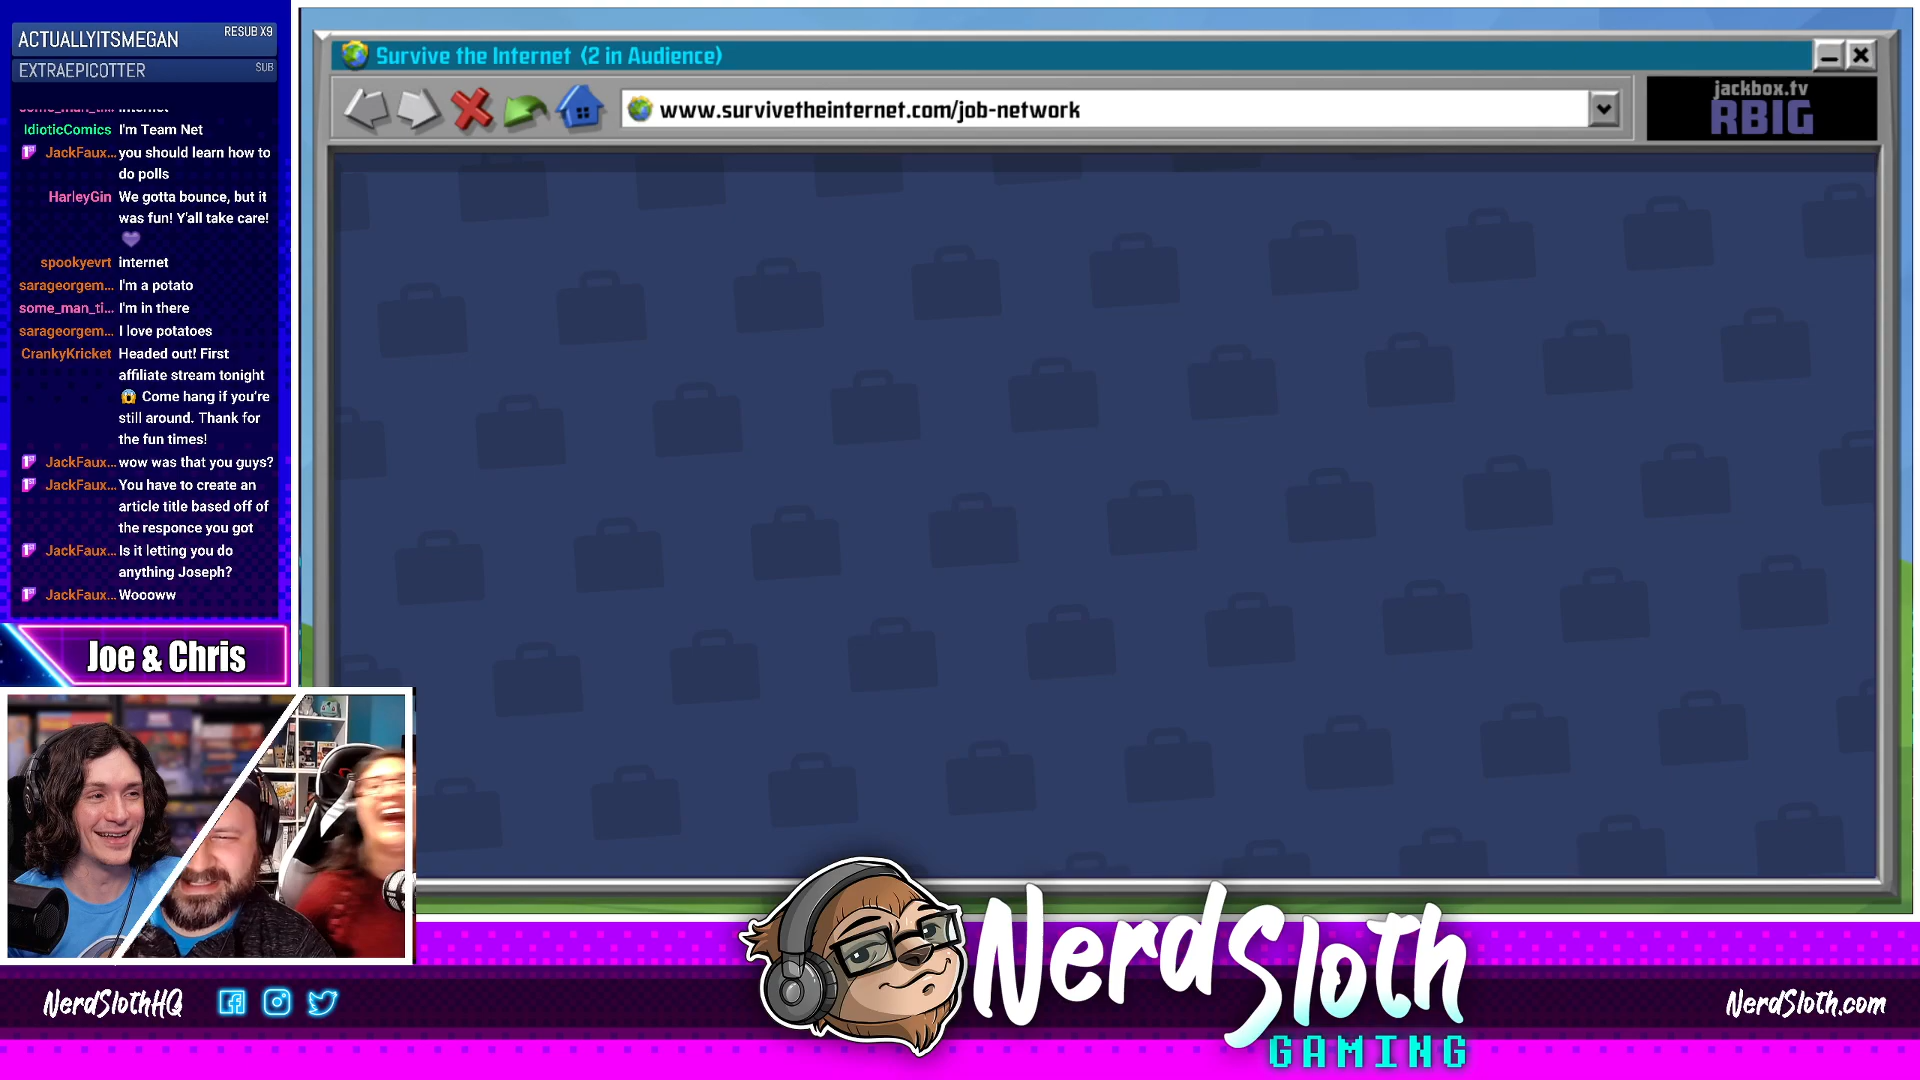 ACTUALLYITSMEGAN RESUB X9
EXTRAEPICOTTER SUB
some_man_ti... internet
IdioticComics I'm Team Net
JackFaux... you should learn how to
do polls
HarleyGin We gotta bounce, but it
was fun! Y'all take care!
spookyevrt internet
sarageorgem... I'm a potato
some_man_ti... I'm in there
sarageorgem... I love potatoes
CrankyKricket Headed out! First
affiliate stream tonight
😱 Come hang if you're
still around. Thank for
the fun times!
JackFaux... wow was that you guys?
JackFaux... You have to create an
article title based off of
the responce you got
JackFaux... Is it letting you do
anything Joseph?
JackFaux... Woooww
Joe & Chris
Survive the Internet (2 in Audience)
www.survivetheinternet.com/job-network
jackbox.tv
RBIG
NerdSloth
GAMING
NerdSlothHQ
NerdSloth.com